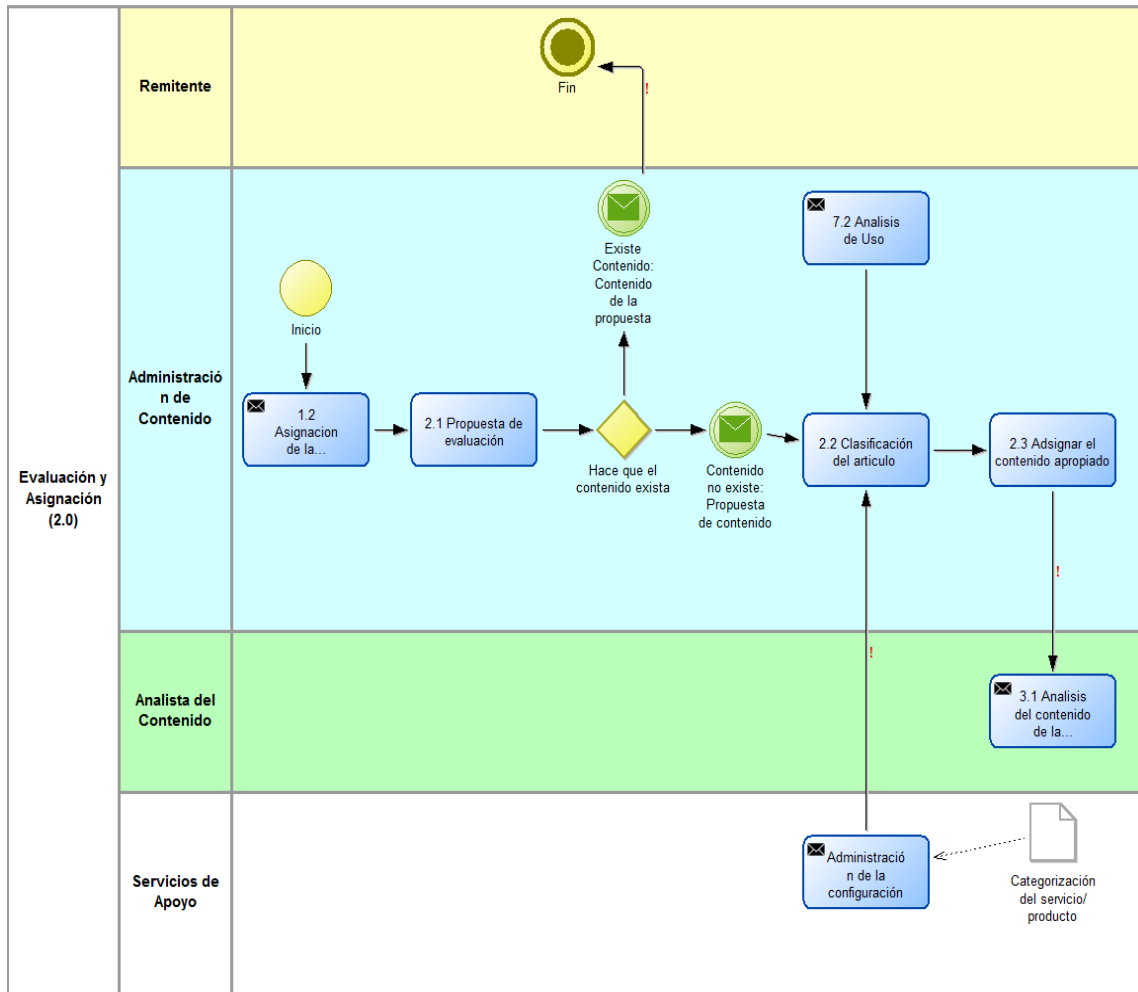 Remitente
Fin
Existe
Contenido:
Contenido
de la
propuesta
7.2 Analisis
de Uso
Inicio
Administració
n de
Contenido
1.2
Asignacion
de la...
2.1 Propuesta de
evaluación
Hace que el
contenido exista
Contenido
no existe:
Propuesta
de contenido
2.2 Clasificación
del articulo
2.3 Adsignar el
contenido apropiado
!
Evaluación y
Asignación
(2.0)
!
!
Analista del
Contenido
3.1 Analisis
del contenido
de la...
Servicios de
Apoyo
Administració
n de la
configuración
Categorización
del servicio/
producto